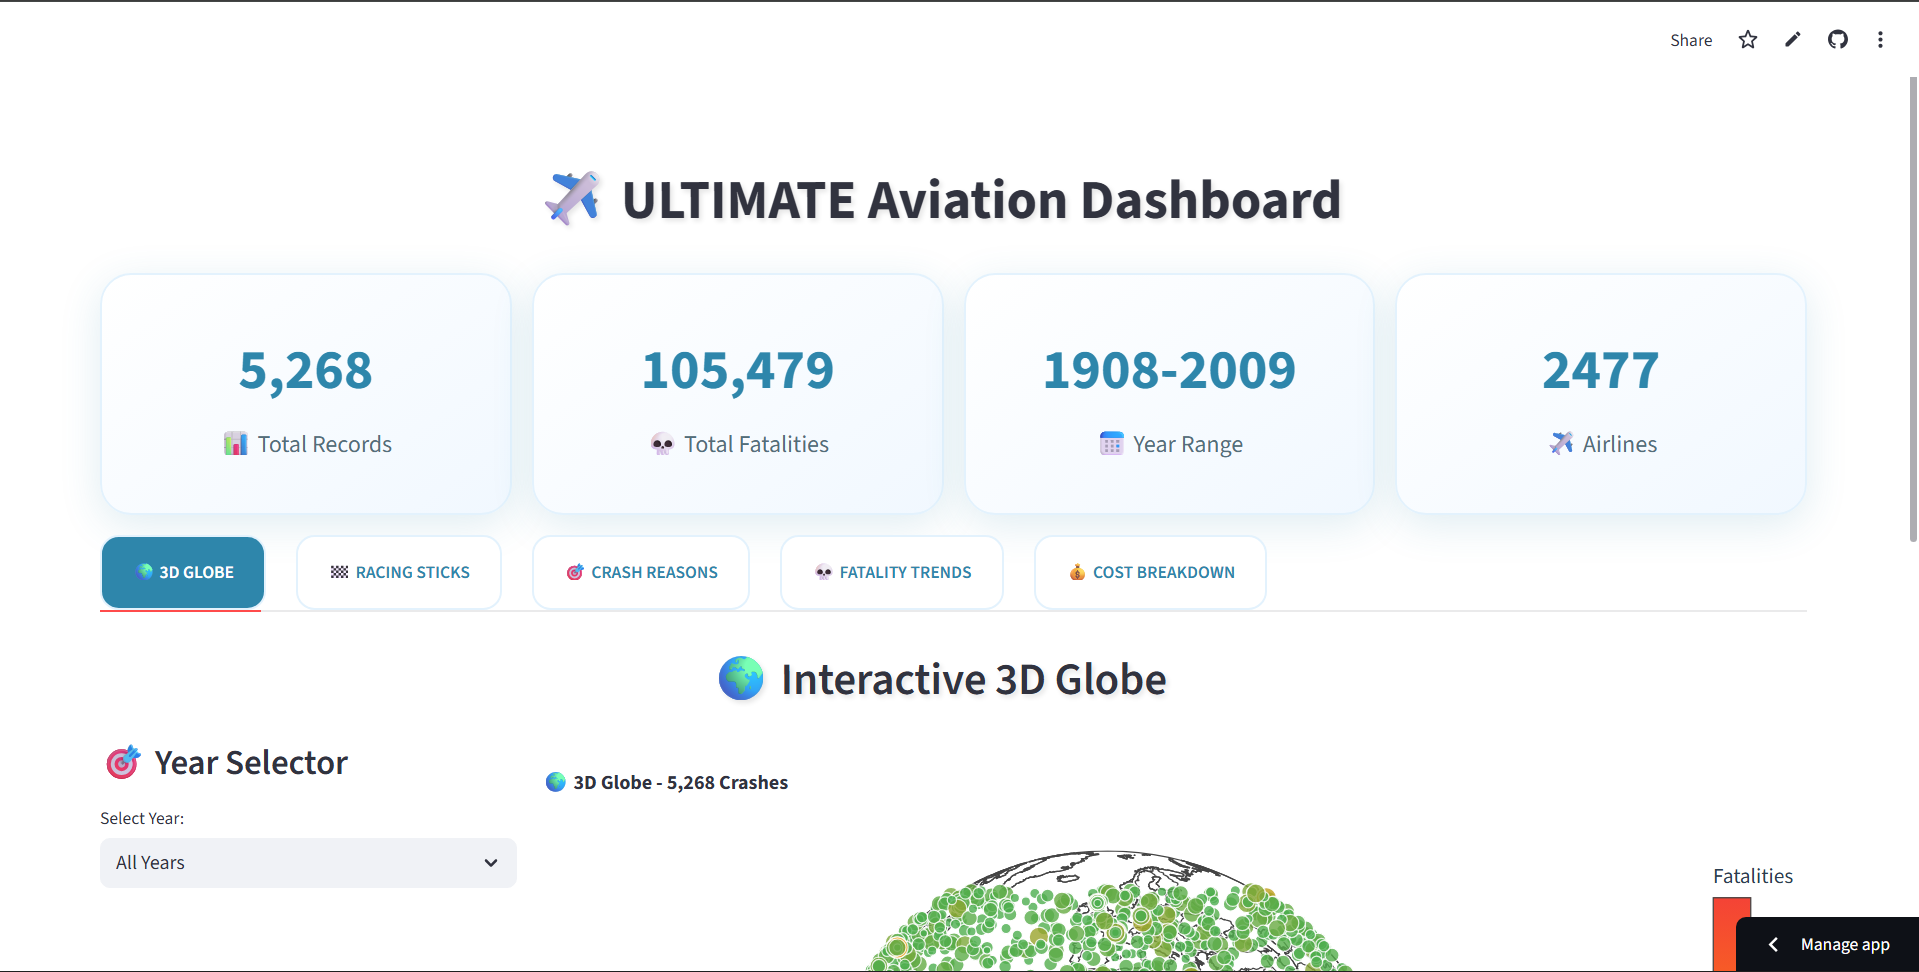 Share
ULTIMATE Aviation Dashboard
5,268
Total Records
105,479
Total Fatalities
1908-2009
Year Range
2477
Airlines
3D GLOBE
RACING STICKS
CRASH REASONS
FATALITY TRENDS
COST BREAKDOWN
Interactive 3D Globe
Year Selector
Select Year:
All Years
3D Globe - 5,268 Crashes
Fatalities
Manage app